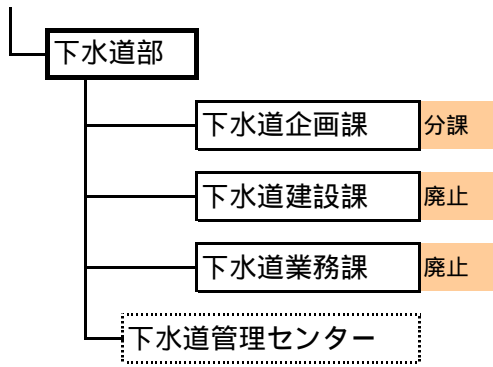 下水道部
下水道企画課 分課
下水道建設課 廃止
下水道業務課 廃止
下水道管理センター